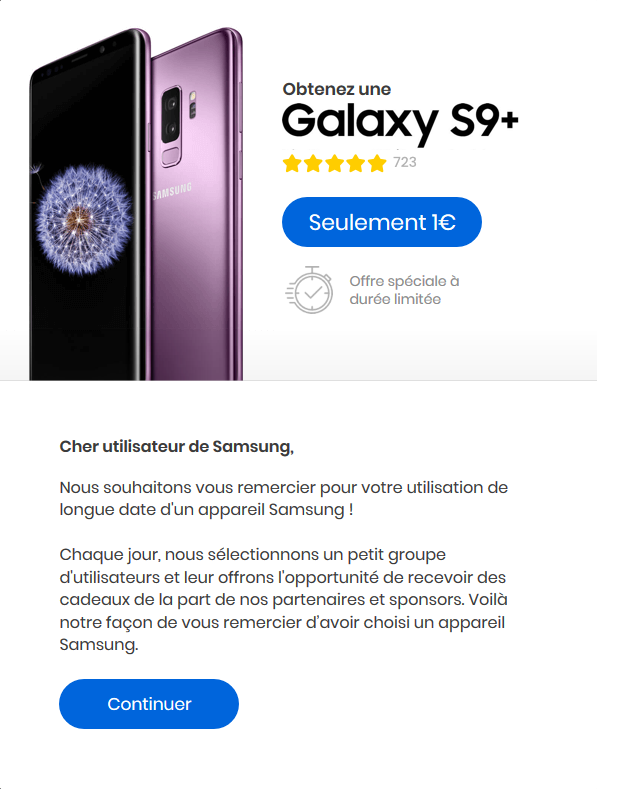 Obtenez une
Galaxy S9+
723
Seulement 1€
Offre spéciale à
durée limitée
SAMSUNG
Cher utilisateur de Samsung,
Nous souhaitons vous remercier pour votre utilisation de
longue date d'un appareil Samsung !
Chaque jour, nous sélectionnons un petit groupe
d'utilisateurs et leur offrons l'opportunité de recevoir des
cadeaux de la part de nos partenaires et sponsors. Voilà
notre façon de vous remercier d'avoir choisi un appareil
Samsung.
Continuer